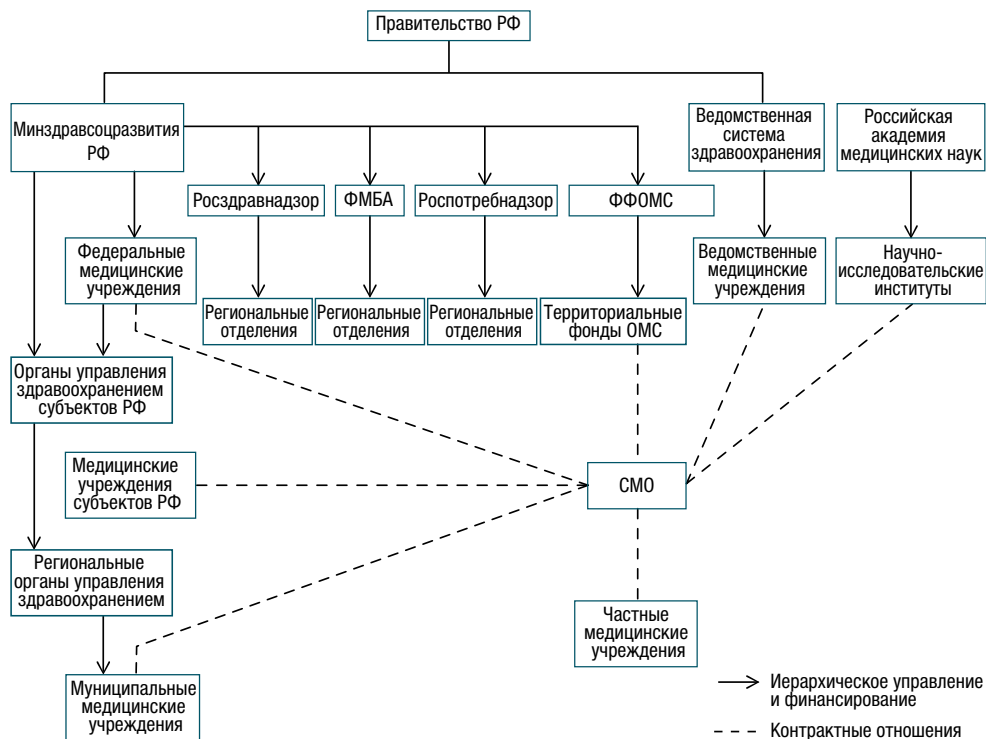 Правительство РФ
Минздравсоцразвития
РФ
Ведомственная
система
здравоохранения
Российская
академия
медицинских наук
Росздравнадзор
ФМБА
Роспотребнадзор
ФФОМС
Федеральные
медицинские
учреждения
Ведомственные
медицинские
учреждения
Научно-
исследовательские
институты
Региональные
отделения
Региональные
отделения
Региональные
отделения
Территориальные
фонды ОМС
Органы управления
здравоохранением
субъектов РФ
Медицинские
учреждения
субъектов РФ
СМО
Региональные
органы управления
здравоохранением
Частные
медицинские
учреждения
Муниципальные
медицинские
учреждения
Иерархическое управление
и финансирование
Контрактные отношения